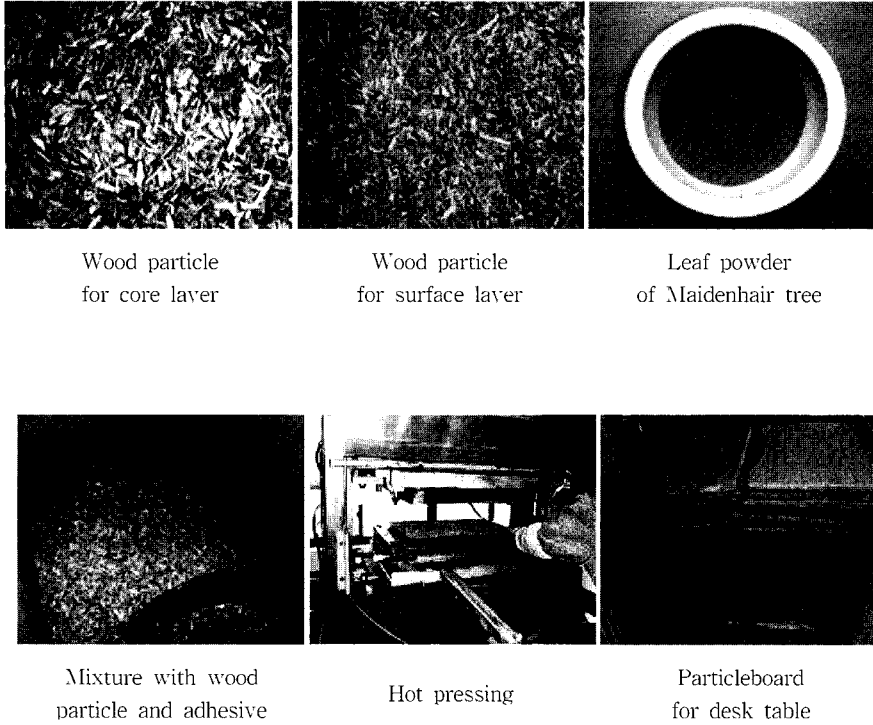 Wood particle
for core layer
Wood particle
for surface layer
Leaf powder
of Maidenhair tree
Mixture with wood
particle and adhesive
Hot pressing
Particleboard
for desk table